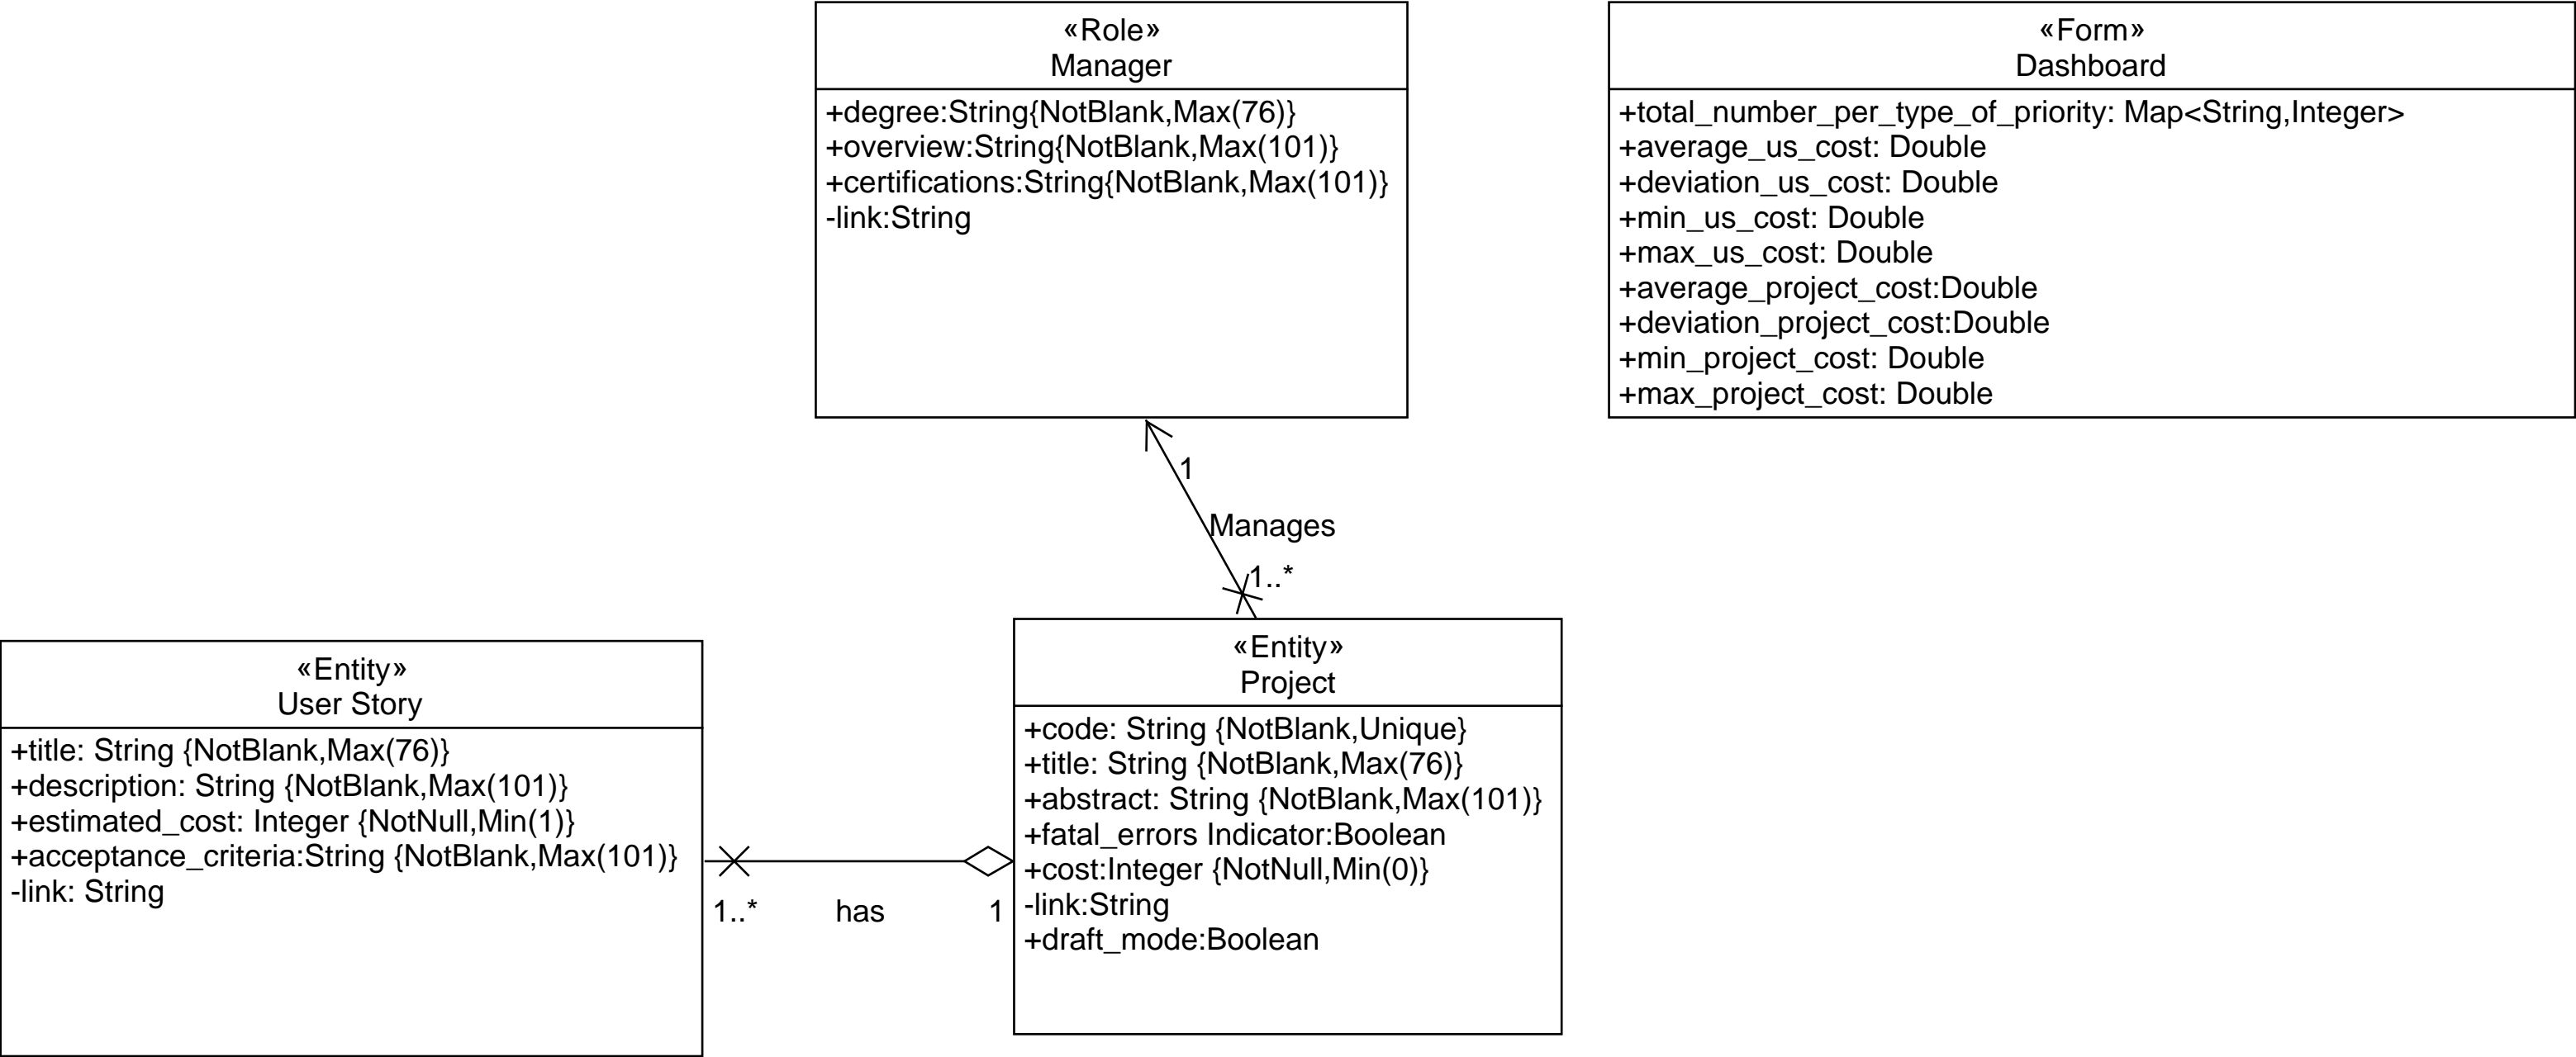 «Role»
Manager
+degree:String{NotBlank,Max(76)}
+overview:String{NotBlank,Max(101)}
+certifications:String{NotBlank,Max(101)}
-link:String
«Form»
Dashboard
+total_number_per_type_of_priority: Map<String,Integer>
+average_us_cost: Double
+deviation_us_cost: Double
+min_us_cost: Double
+max_us_cost: Double
+average_project_cost:Double
+deviation_project_cost:Double
+min_project_cost: Double
+max_project_cost: Double
1
Manages
1..*
«Entity»
User Story
+title: String {NotBlank,Max(76)}
+description: String {NotBlank,Max(101)}
+estimated_cost: Integer {NotNull,Min(1)}
+acceptance_criteria:String {NotBlank,Max(101)}
-link: String
1..*
has
1
«Entity»
Project
+code: String {NotBlank,Unique}
+title: String {NotBlank,Max(76)}
+abstract: String {NotBlank,Max(101)}
+fatal_errors Indicator:Boolean
+cost:Integer {NotNull,Min(0)}
-link:String
+draft_mode:Boolean